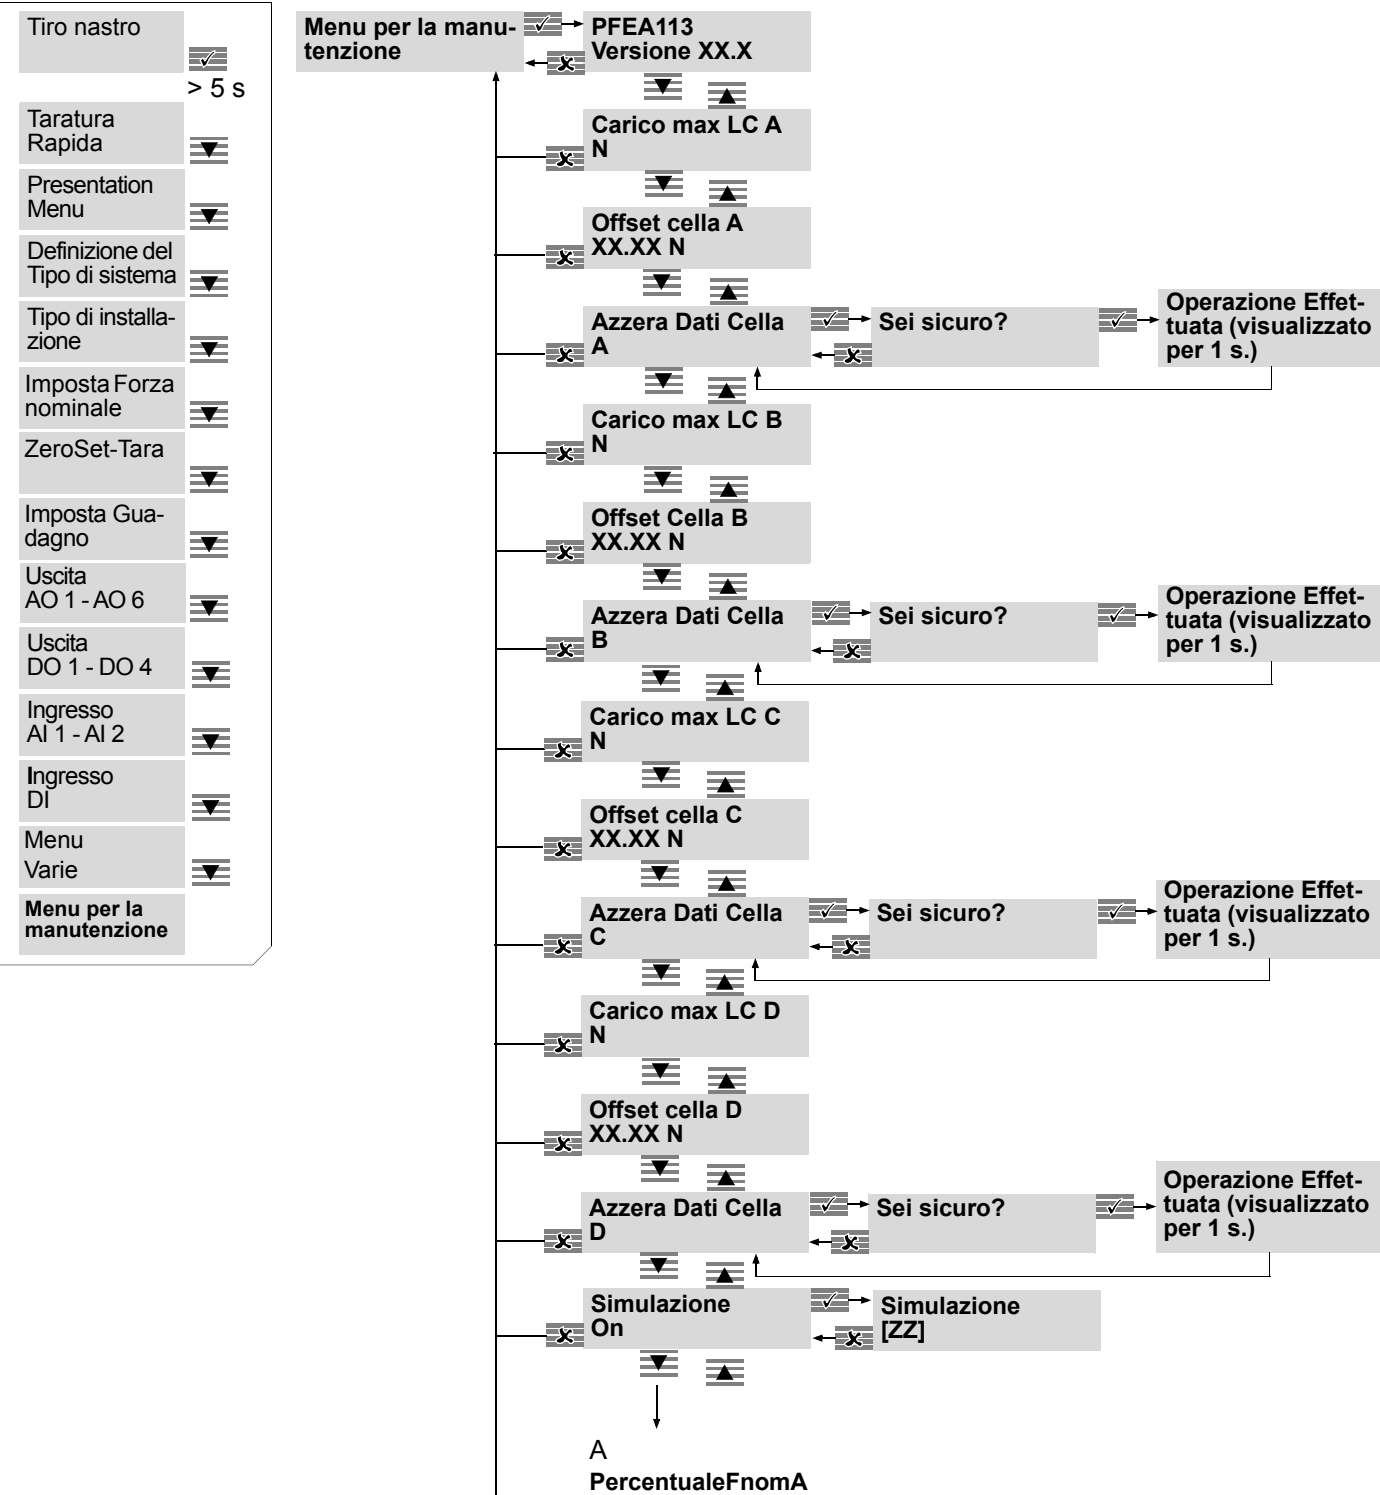 Tiro nastro
> 5 s
Taratura
Rapida
Presentation
Menu
Definizione del
Tipo di sistema
Tipo di installa-
zione
Imposta Forza
nominale
ZeroSet-Tara
Imposta Gua-
dagno
Uscita
AO 1 - AO 6
Uscita
DO 1 - DO 4
Ingresso
AI 1 - AI 2
Ingresso
DI
Menu
Varie
Menu per la
manutenzione
Menu per la manu-
tenzione
PFEA113
Versione XX.X
Carico max LC A
N
Offset cella A
XX.XX N
Azzera Dati Cella
A
Sei sicuro?
Operazione Effet-
tuata (visualizzato
per 1 s.)
Carico max LC B
N
Offset Cella B
XX.XX N
Azzera Dati Cella
B
Sei sicuro?
Operazione Effet-
tuata (visualizzato
per 1 s.)
Carico max LC C
N
Offset cella C
XX.XX N
Azzera Dati Cella
C
Sei sicuro?
Operazione Effet-
tuata (visualizzato
per 1 s.)
Carico max LC D
N
Offset cella D
XX.XX N
Azzera Dati Cella
D
Sei sicuro?
Operazione Effet-
tuata (visualizzato
per 1 s.)
Simulazione
On
Simulazione
[ZZ]
A
PercentualeFnomA